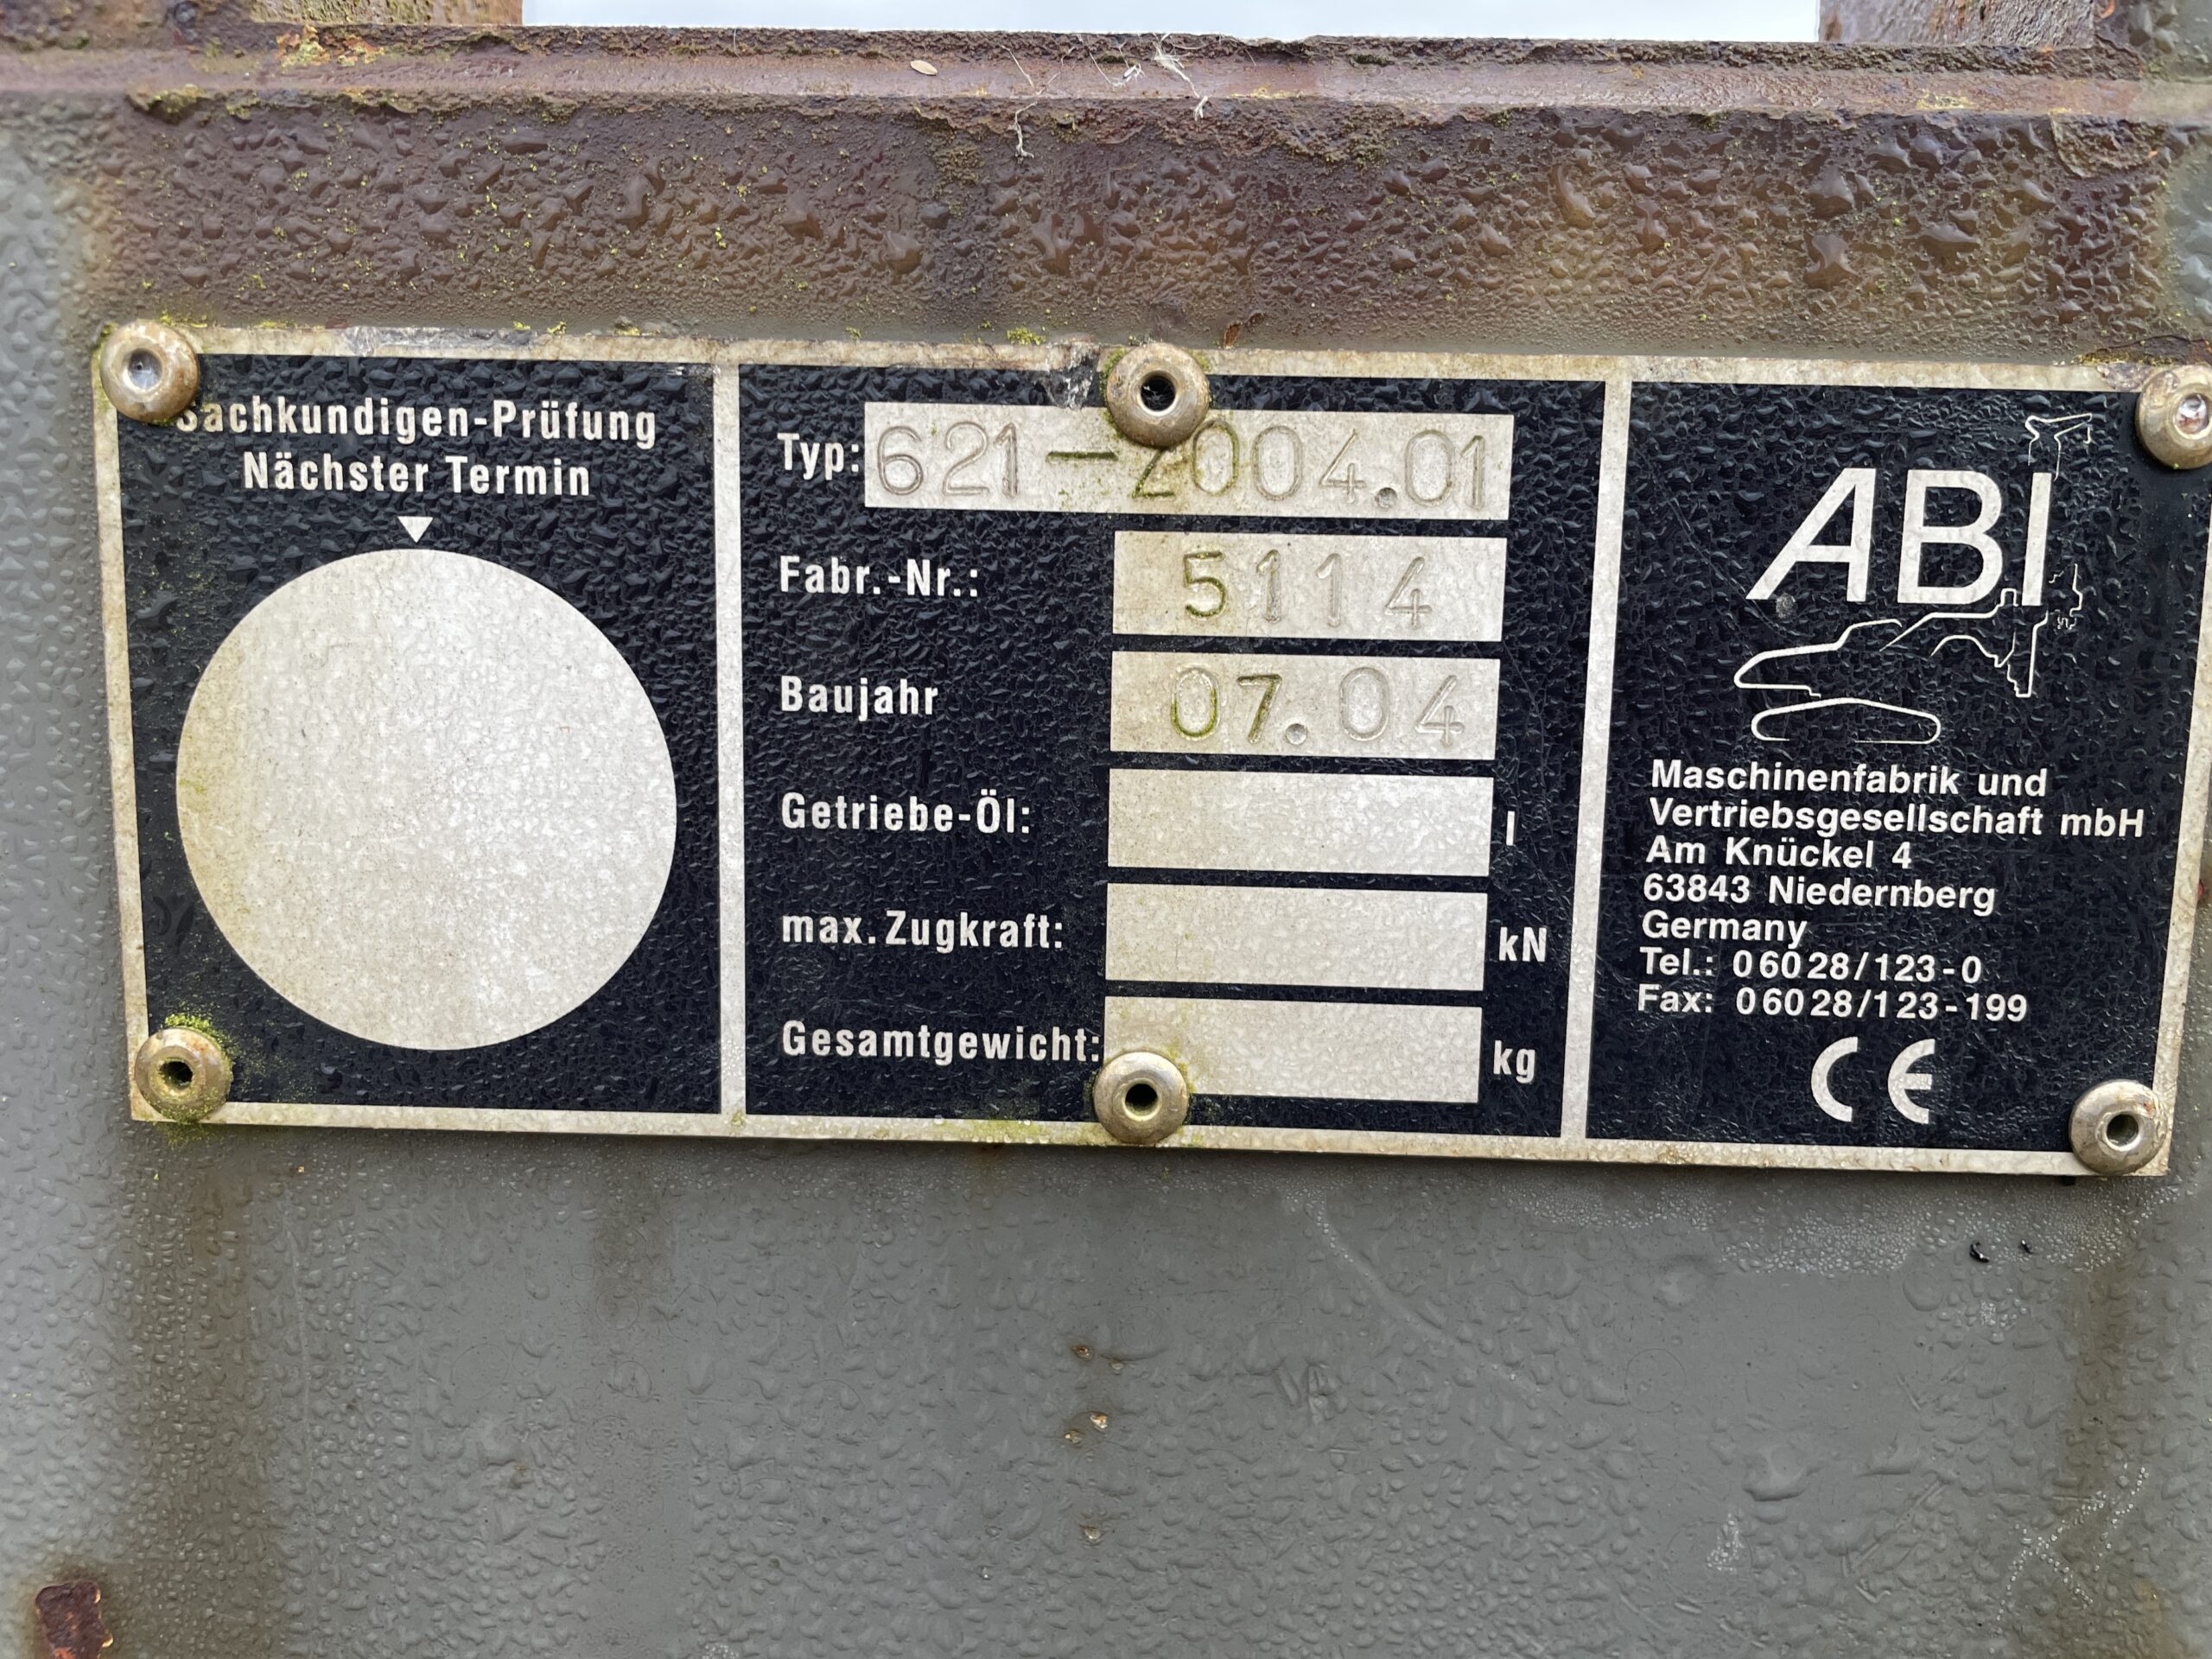 Sachkundigen-Prüfung
Nächster Termin
Typ: 621-2004.01
Fabr.-Nr.: 5114
Baujahr 07.04
Getriebe-Öl: l
max. Zugkraft: kN
Gesamtgewicht: kg
ABI
Maschinenfabrik und
Vertriebsgesellschaft mbH
Am Knückel 4
63843 Niedernberg
Germany
Tel.: 06028/123-0
Fax: 06028/123-199
CE